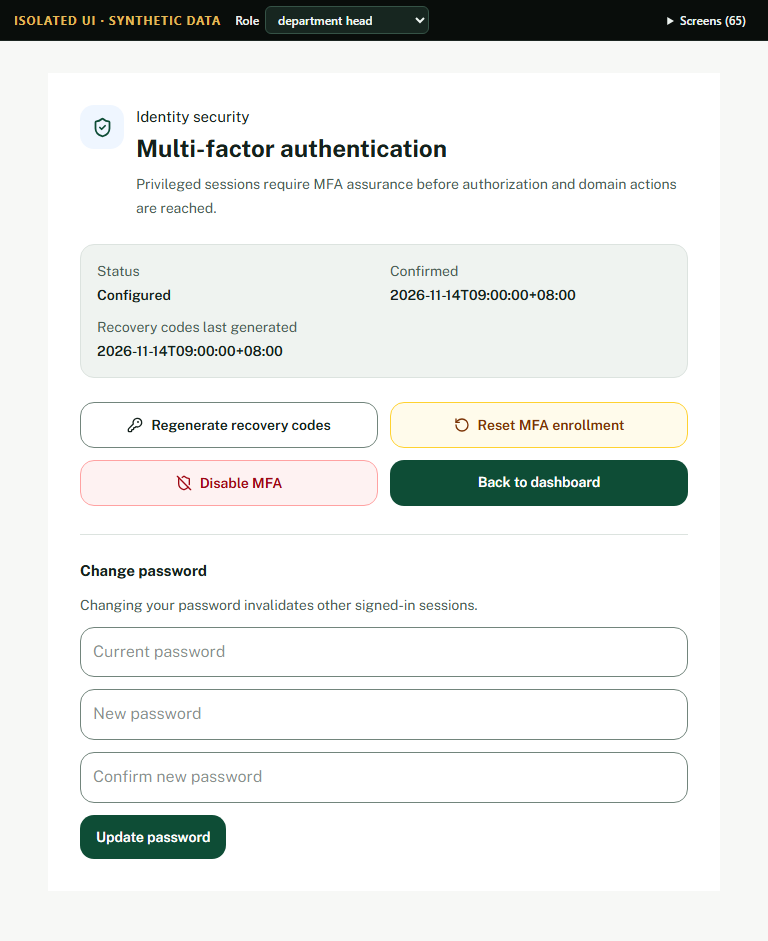 ISOLATED UI · SYNTHETIC DATA Role department head Screens (65)
Identity security
Multi-factor authentication
Privileged sessions require MFA assurance before authorization and domain actions
are reached.
Status Confirmed
Configured 2026-11-14T09:00:00+08:00
Recovery codes last generated
2026-11-14T09:00:00+08:00
Regenerate recovery codes Reset MFA enrollment
Disable MFA Back to dashboard
Change password
Changing your password invalidates other signed-in sessions.
Current password
New password
Confirm new password
Update password